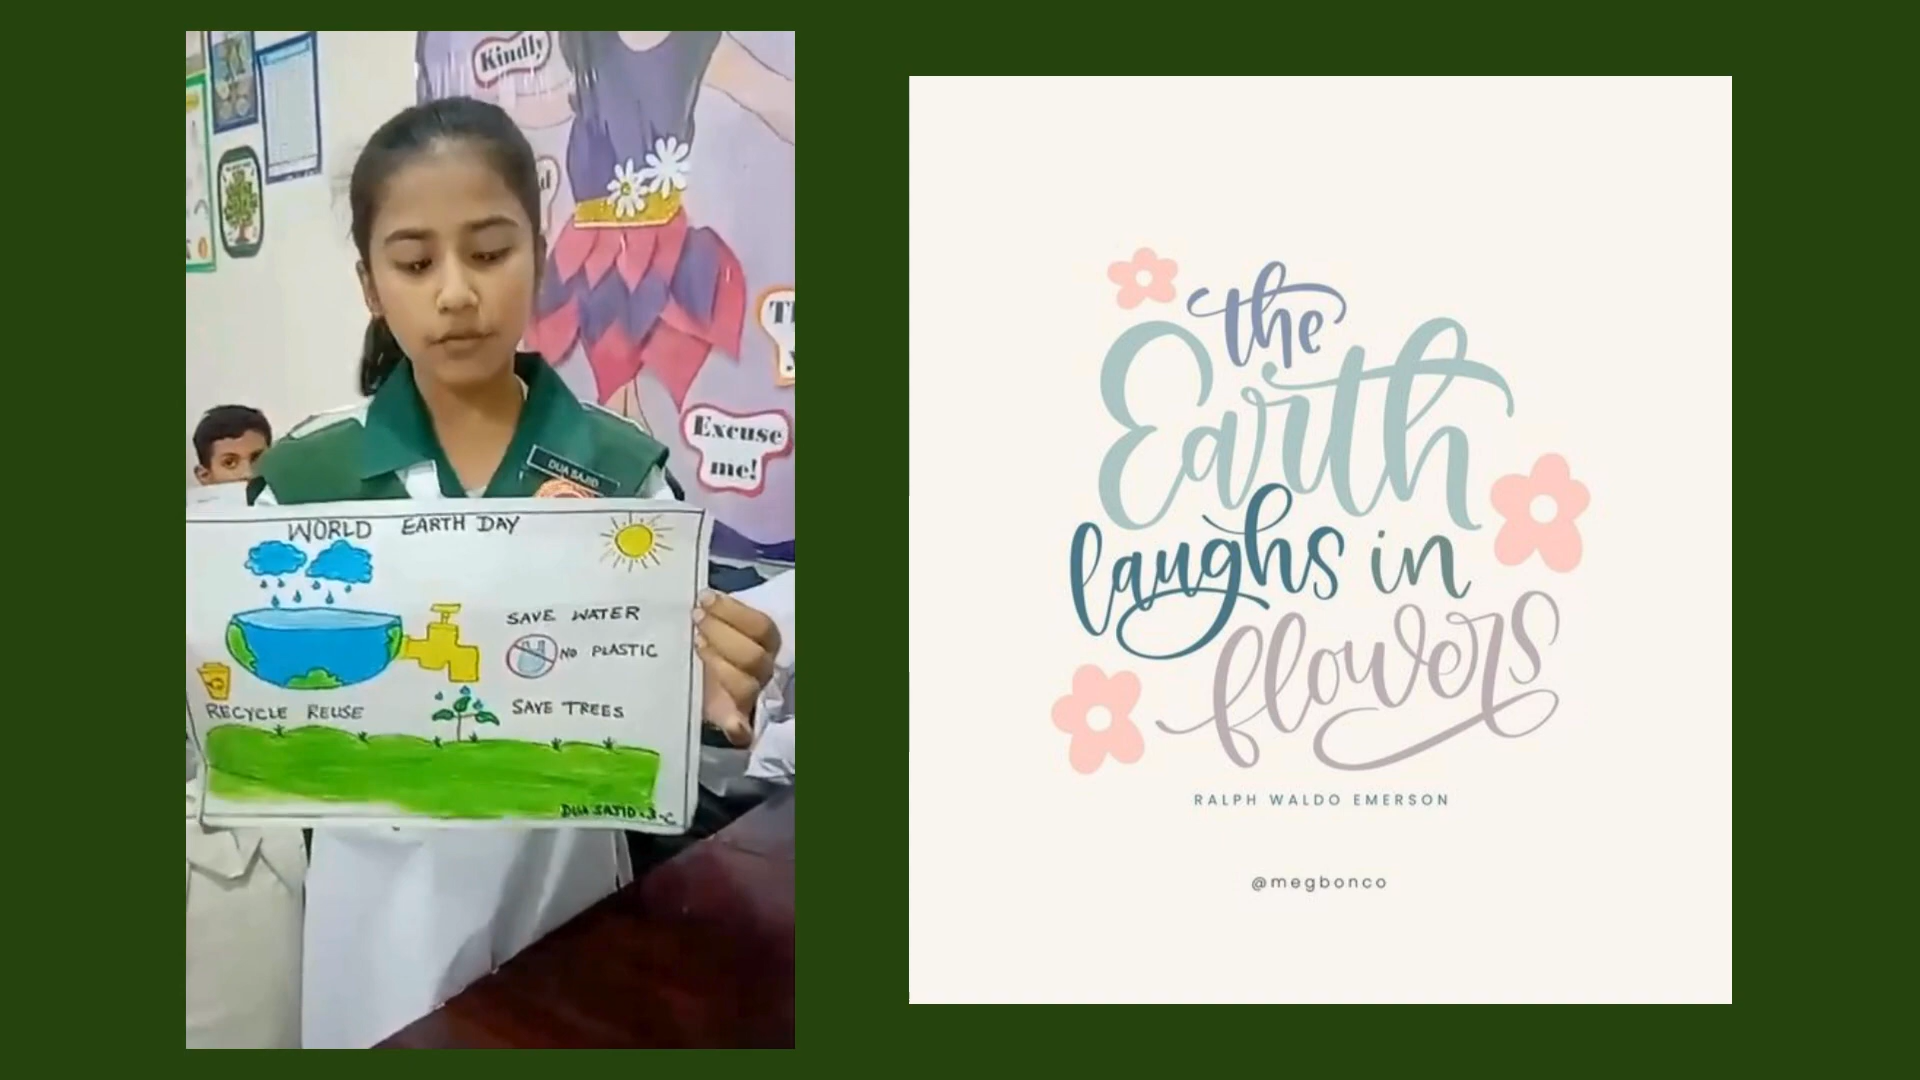 Kindly
Excuse
me!
DUA SAJID
WORLD EARTH DAY
SAVE WATER
NO PLASTIC
RECYCLE REUSE
SAVE TREES
DUA SAJID-3-C
the
Earth
laughs in
flowers
RALPH WALDO EMERSON
@megbonco